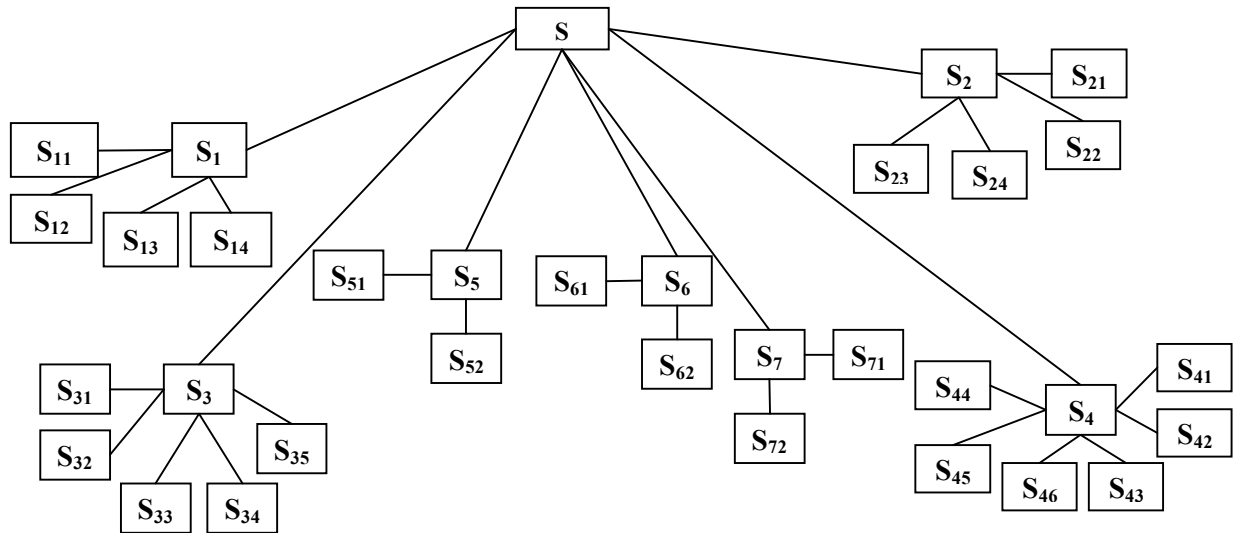 S
S₂
S₂₁
S₁₁
S₁
S₂₂
S₂₃
S₂₄
S₁₂
S₁₃
S₁₄
S₅₁
S₅
S₆₁
S₆
S₅₂
S₆₂
S₇
S₇₁
S₃₁
S₃
S₄₄
S₄₁
S₄
S₄₂
S₃₂
S₃₅
S₇₂
S₄₅
S₄₆
S₄₃
S₃₃
S₃₄